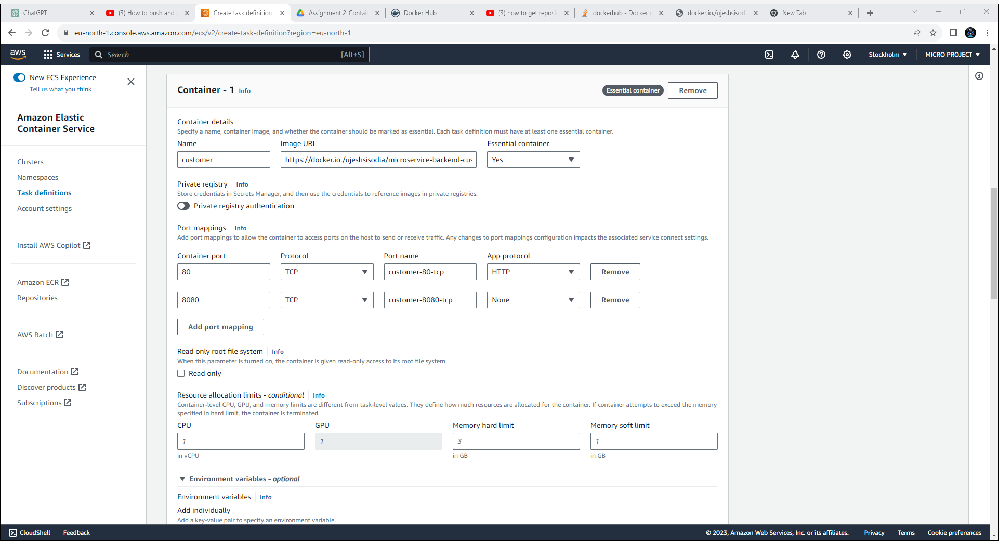 ChatGPT
(3) How to push and p
Create task definition
Assignment 2_Contain
Docker Hub
(3) how to get reposit
dockerhub - Docker c
docker.io./ujeshsisodi
New Tab
eu-north-1.console.aws.amazon.com/ecs/v2/create-task-definition?region=eu-north-1
aws
Services
Search
[Alt+S]
Stockholm
MICRO PROJECT
New ECS Experience
Tell us what you think
Amazon Elastic
Container Service
Clusters
Namespaces
Task definitions
Account settings
Install AWS Copilot
Amazon ECR
Repositories
AWS Batch
Documentation
Discover products
Subscriptions
Container - 1 Info
Essential container
Remove
Container details
Specify a name, container image, and whether the container should be marked as essential. Each task definition must have at least one essential container.
Name Image URI Essential container
customer https://docker.io./ujeshsisodia/microservice-backend-cus Yes
Private registry Info
Store credentials in Secrets Manager, and then use the credentials to reference images in private registries.
Private registry authentication
Port mappings Info
Add port mappings to allow the container to access ports on the host to send or receive traffic. Any changes to port mappings configuration impacts the associated service connect settings.
Container port Protocol Port name App protocol
80 TCP customer-80-tcp HTTP Remove
8080 TCP customer-8080-tcp None Remove
Add port mapping
Read only root file system Info
When this parameter is turned on, the container is given read-only access to its root file system.
Read only
Resource allocation limits - conditional Info
Container-level CPU, GPU, and memory limits are different from task-level values. They define how much resources are allocated for the container. If container attempts to exceed the memory
specified in hard limit, the container is terminated.
CPU GPU Memory hard limit Memory soft limit
1 1 3 1
in vCPU in GB in GB
Environment variables - optional
Environment variables Info
Add individually
Add a key-value pair to specify an environment variable.
CloudShell Feedback
© 2023, Amazon Web Services, Inc. or its affiliates. Privacy Terms Cookie preferences